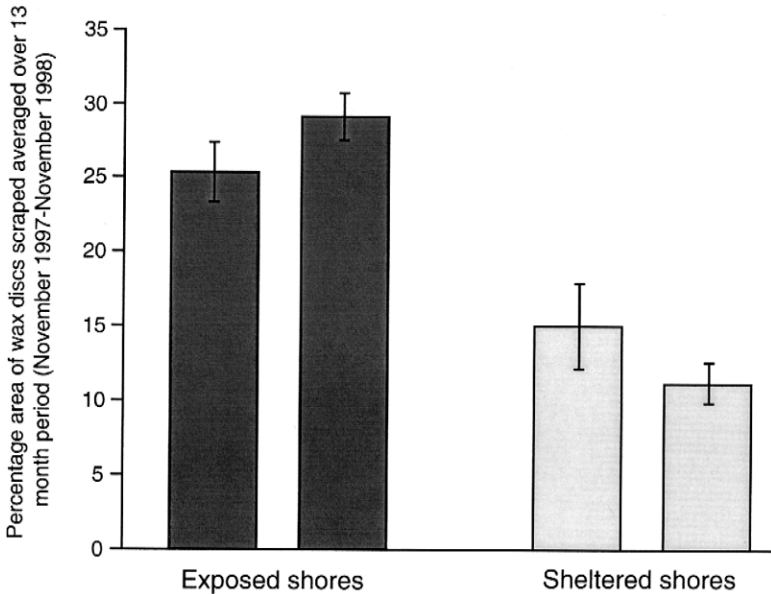 Percentage area of wax discs scraped averaged over 13
month period (November 1997-November 1998)
35
30
25
20
15
10
5
0
Exposed shores
Sheltered shores